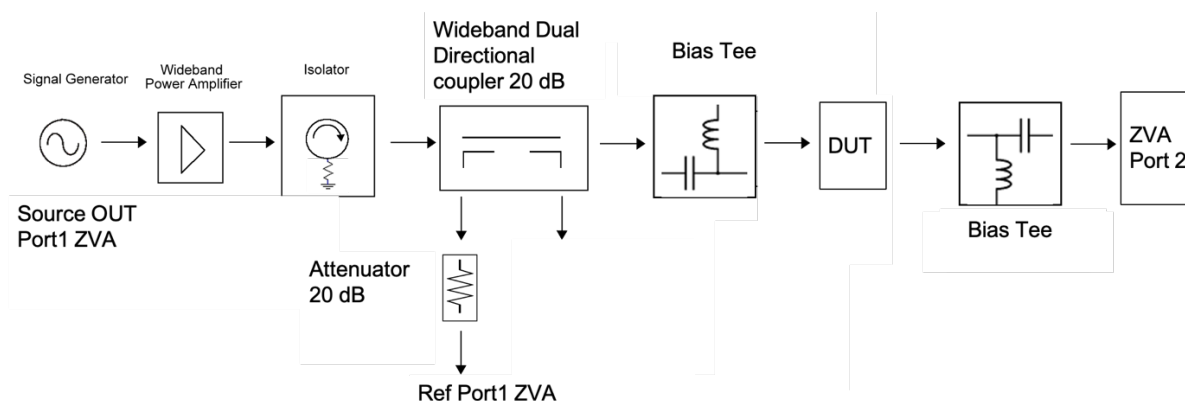 Signal Generator
Wideband
Power Amplifier
Isolator
Wideband Dual
Directional
coupler 20 dB
Bias Tee
DUT
ZVA
Port 2
Source OUT
Port1 ZVA
Bias Tee
Attenuator
20 dB
Ref Port1 ZVA